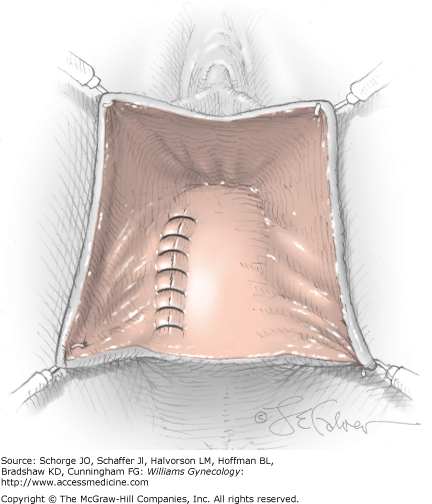 ©
Source: Schorge JO, Schaffer JI, Halvorson LM, Hoffman BL,
Bradshaw KD, Cunningham FG: Williams Gynecology:
http://www.accessmedicine.com
Copyright © The McGraw-Hill Companies, Inc. All rights reserved.